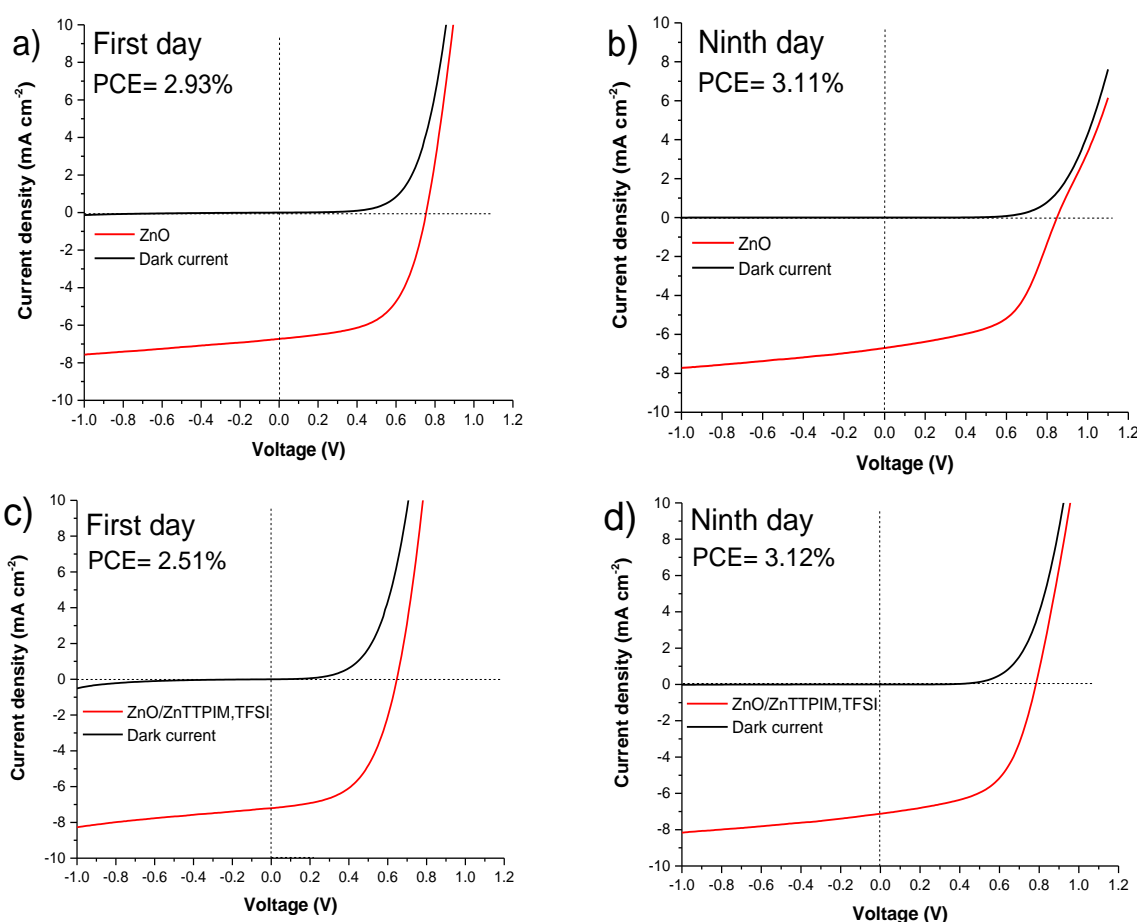 a)
First day
PCE= 2.93%
Current density (mA cm-2)
10
8
6
4
2
0
-2
-4
-6
-8
-10
ZnO
Dark current
-1.0 -0.8 -0.6 -0.4 -0.2 0.0 0.2 0.4 0.6 0.8 1.0 1.2
Voltage (V)
b)
Ninth day
PCE= 3.11%
Current density (mA cm-2)
10
8
6
4
2
0
-2
-4
-6
-8
-10
ZnO
Dark current
-1.0 -0.8 -0.6 -0.4 -0.2 0.0 0.2 0.4 0.6 0.8 1.0 1.2
Voltage (V)
c)
First day
PCE= 2.51%
Current density (mA cm-2)
10
8
6
4
2
0
-2
-4
-6
-8
-10
ZnO/ZnTTPIM,TFSI
Dark current
-1.0 -0.8 -0.6 -0.4 -0.2 0.0 0.2 0.4 0.6 0.8 1.0 1.2
Voltage (V)
d)
Ninth day
PCE= 3.12%
Current density (mA cm-2)
10
8
6
4
2
0
-2
-4
-6
-8
-10
ZnO/ZnTTPIM,TFSI
Dark current
-1.0 -0.8 -0.6 -0.4 -0.2 0.0 0.2 0.4 0.6 0.8 1.0 1.2
Voltage (V)